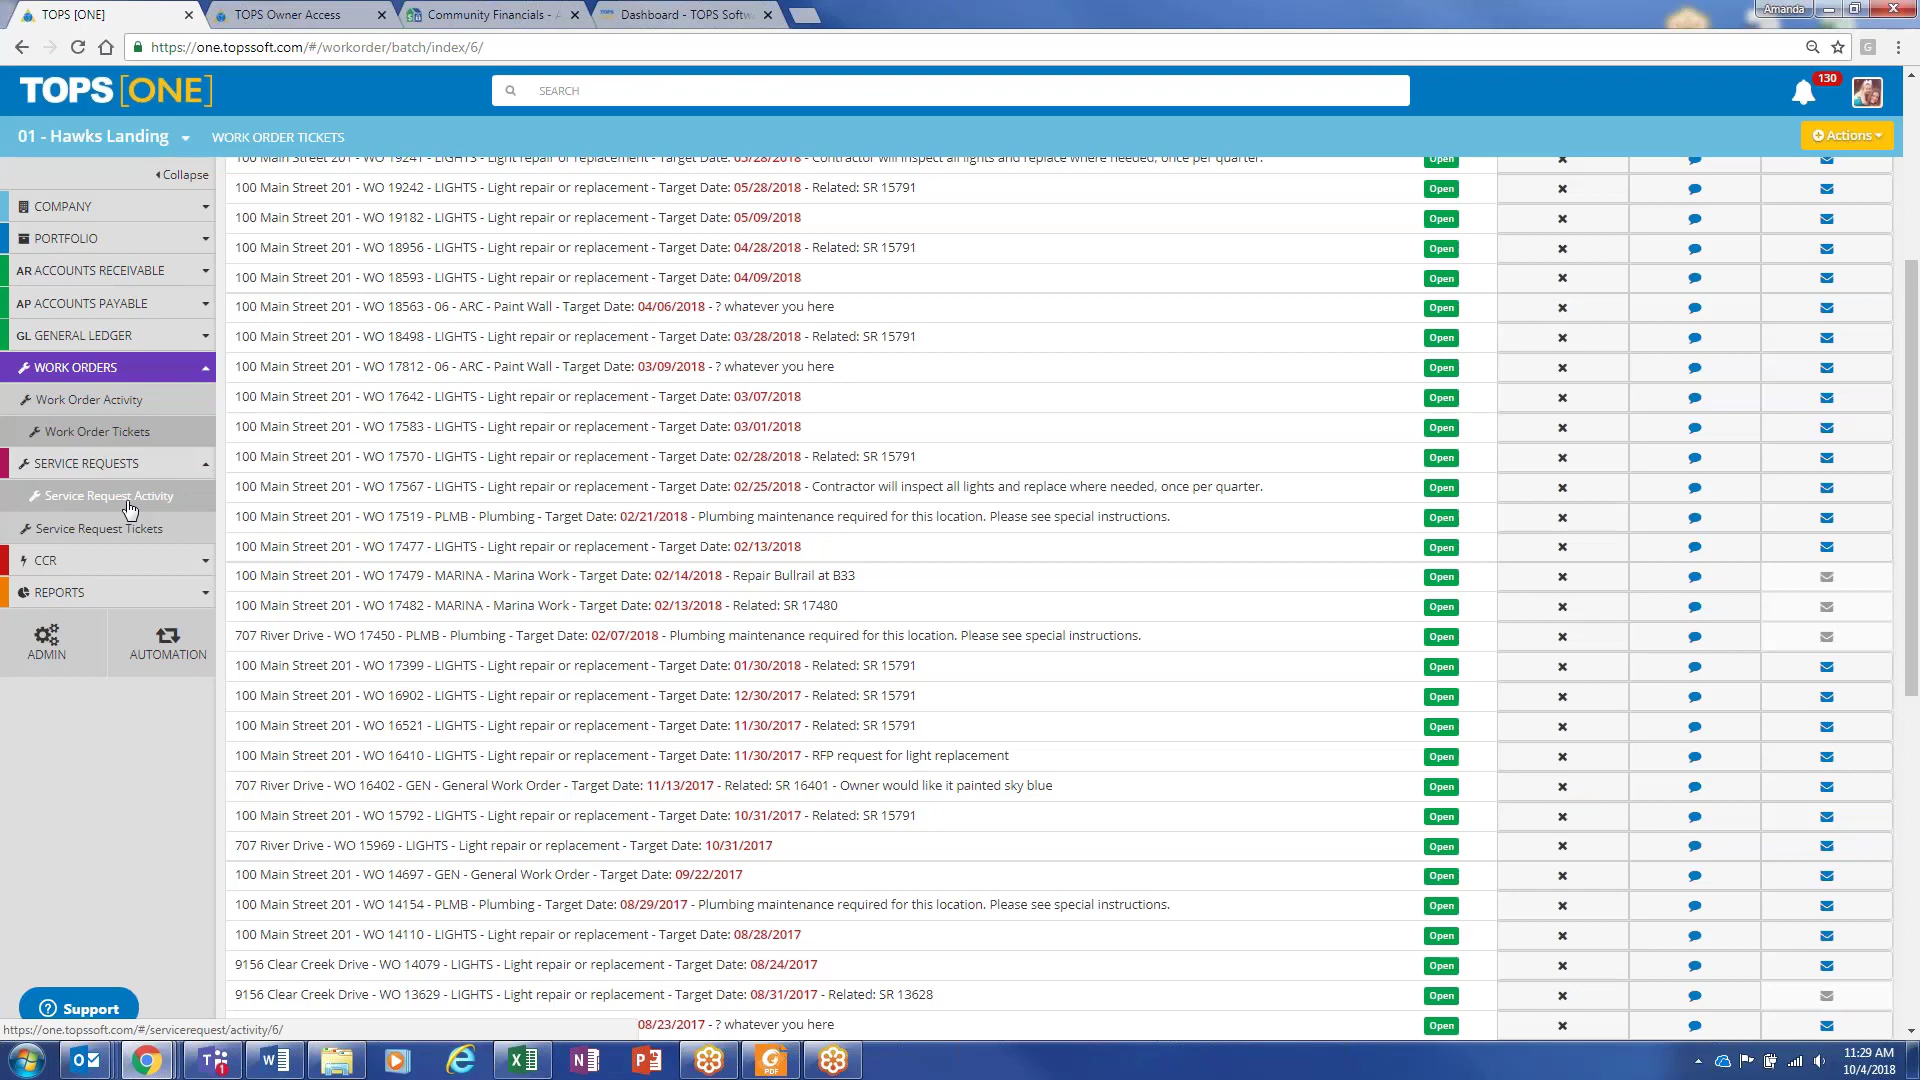 TOPS [ONE]
TOPS Owner Access
Community Financials - A
Dashboard - TOPS Softw
Amanda
https://one.topssoft.com/#/workorder/batch/index/6/
G
TOPS [ONE]
SEARCH
130
01 - Hawks Landing
WORK ORDER TICKETS
Actions
Collapse
COMPANY
PORTFOLIO
AR ACCOUNTS RECEIVABLE
AP ACCOUNTS PAYABLE
GL GENERAL LEDGER
WORK ORDERS
Work Order Activity
Work Order Tickets
SERVICE REQUESTS
Service Request Activity
Service Request Tickets
CCR
REPORTS
ADMIN
AUTOMATION
Support
100 Main Street 201 - WO 19241 - LIGHTS - Light repair or replacement - Target Date: 05/28/2018 - Contractor will inspect all lights and replace where needed, once per quarter. Open
100 Main Street 201 - WO 19242 - LIGHTS - Light repair or replacement - Target Date: 05/28/2018 - Related: SR 15791 Open
100 Main Street 201 - WO 19182 - LIGHTS - Light repair or replacement - Target Date: 05/09/2018 Open
100 Main Street 201 - WO 18956 - LIGHTS - Light repair or replacement - Target Date: 04/28/2018 - Related: SR 15791 Open
100 Main Street 201 - WO 18593 - LIGHTS - Light repair or replacement - Target Date: 04/09/2018 Open
100 Main Street 201 - WO 18563 - 06 - ARC - Paint Wall - Target Date: 04/06/2018 - ? whatever you here Open
100 Main Street 201 - WO 18498 - LIGHTS - Light repair or replacement - Target Date: 03/28/2018 - Related: SR 15791 Open
100 Main Street 201 - WO 17812 - 06 - ARC - Paint Wall - Target Date: 03/09/2018 - ? whatever you here Open
100 Main Street 201 - WO 17642 - LIGHTS - Light repair or replacement - Target Date: 03/07/2018 Open
100 Main Street 201 - WO 17583 - LIGHTS - Light repair or replacement - Target Date: 03/01/2018 Open
100 Main Street 201 - WO 17570 - LIGHTS - Light repair or replacement - Target Date: 02/28/2018 - Related: SR 15791 Open
100 Main Street 201 - WO 17567 - LIGHTS - Light repair or replacement - Target Date: 02/25/2018 - Contractor will inspect all lights and replace where needed, once per quarter. Open
100 Main Street 201 - WO 17519 - PLMB - Plumbing - Target Date: 02/21/2018 - Plumbing maintenance required for this location. Please see special instructions. Open
100 Main Street 201 - WO 17477 - LIGHTS - Light repair or replacement - Target Date: 02/13/2018 Open
100 Main Street 201 - WO 17479 - MARINA - Marina Work - Target Date: 02/14/2018 - Repair Bullrail at B33 Open
100 Main Street 201 - WO 17482 - MARINA - Marina Work - Target Date: 02/13/2018 - Related: SR 17480 Open
707 River Drive - WO 17450 - PLMB - Plumbing - Target Date: 02/07/2018 - Plumbing maintenance required for this location. Please see special instructions. Open
100 Main Street 201 - WO 17399 - LIGHTS - Light repair or replacement - Target Date: 01/30/2018 - Related: SR 15791 Open
100 Main Street 201 - WO 16902 - LIGHTS - Light repair or replacement - Target Date: 12/30/2017 - Related: SR 15791 Open
100 Main Street 201 - WO 16521 - LIGHTS - Light repair or replacement - Target Date: 11/30/2017 - Related: SR 15791 Open
100 Main Street 201 - WO 16410 - LIGHTS - Light repair or replacement - Target Date: 11/30/2017 - RFP request for light replacement Open
707 River Drive - WO 16402 - GEN - General Work Order - Target Date: 11/13/2017 - Related: SR 16401 - Owner would like it painted sky blue Open
100 Main Street 201 - WO 15792 - LIGHTS - Light repair or replacement - Target Date: 10/31/2017 - Related: SR 15791 Open
707 River Drive - WO 15969 - LIGHTS - Light repair or replacement - Target Date: 10/31/2017 Open
100 Main Street 201 - WO 14697 - GEN - General Work Order - Target Date: 09/22/2017 Open
100 Main Street 201 - WO 14154 - PLMB - Plumbing - Target Date: 08/29/2017 - Plumbing maintenance required for this location. Please see special instructions. Open
100 Main Street 201 - WO 14110 - LIGHTS - Light repair or replacement - Target Date: 08/28/2017 Open
9156 Clear Creek Drive - WO 14079 - LIGHTS - Light repair or replacement - Target Date: 08/24/2017 Open
9156 Clear Creek Drive - WO 13629 - LIGHTS - Light repair or replacement - Target Date: 08/31/2017 - Related: SR 13628 Open
08/23/2017 - ? whatever you here Open
https://one.topssoft.com/#/servicerequest/activity/6/
11:29 AM
10/4/2018